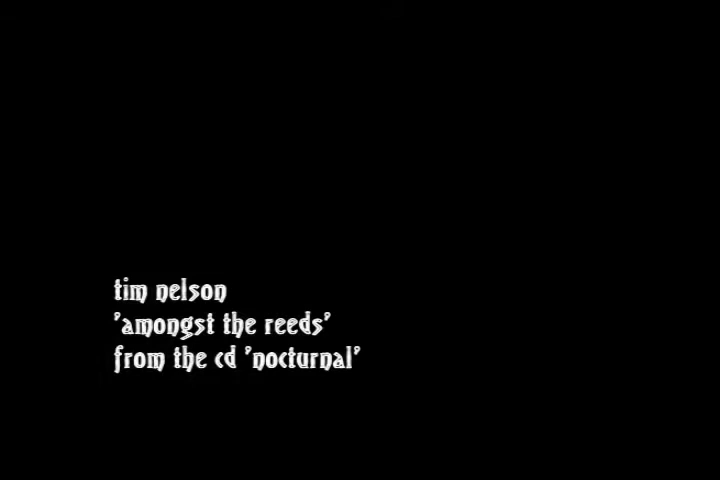 tim nelson
'amongst the reeds'
from the cd 'nocturnal'